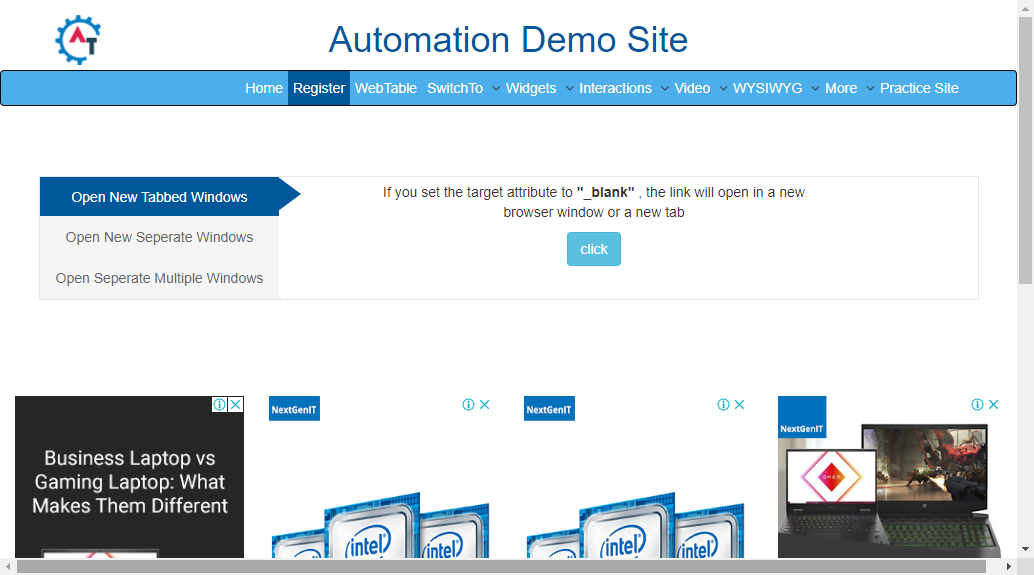 AT
Automation Demo Site
Home Register WebTable SwitchTo Widgets Interactions Video WYSIWYG More Practice Site
Open New Tabbed Windows
Open New Seperate Windows
Open Seperate Multiple Windows
If you set the target attribute to "_blank" , the link will open in a new
browser window or a new tab
click
Business Laptop vs
Gaming Laptop: What
Makes Them Different
NextGenIT
intel
intel
NextGenIT
intel
intel
NextGenIT
OMEN